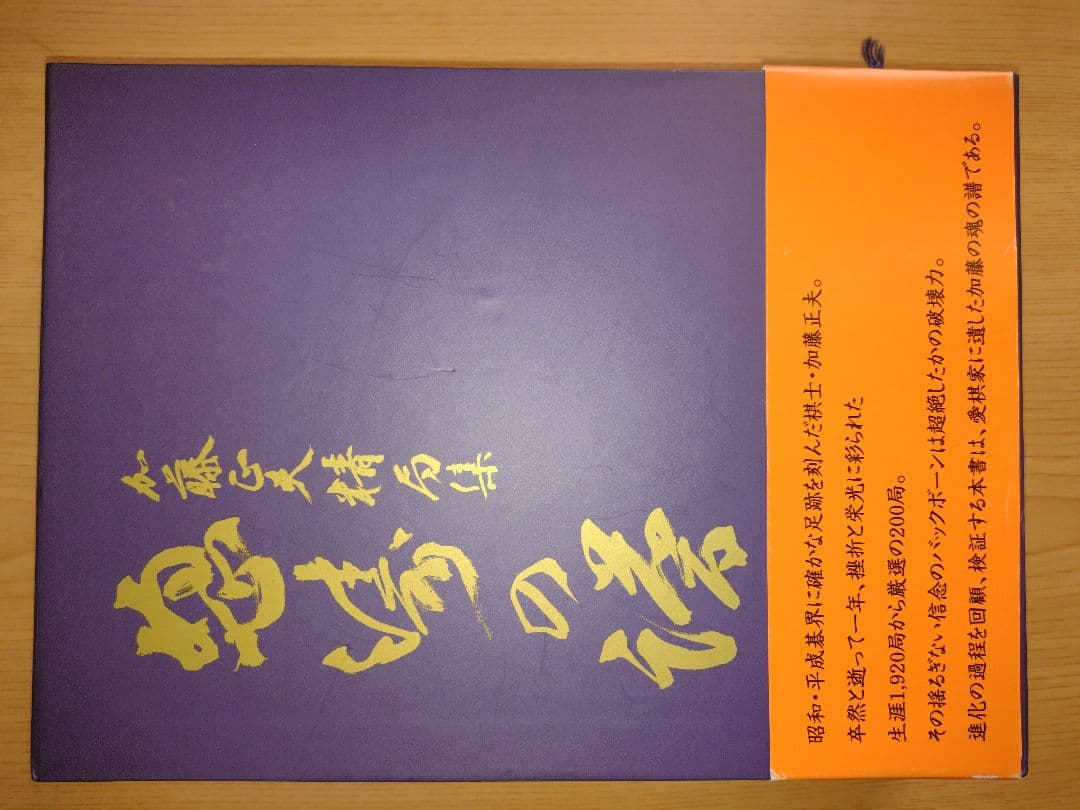 加藤正夫精局集
怒濤の譜
昭和・平成碁界に確かな足跡を刻んだ棋士・加藤正夫。
卒然と逝って一年、挫折と栄光に彩られた
生涯1,920局から厳選の200局。
その揺るぎない信念のバックボーンは超絶したかの破壊力。
進化の過程を回顧、検証する本書は、愛棋家に遺した加藤の魂の譜である。